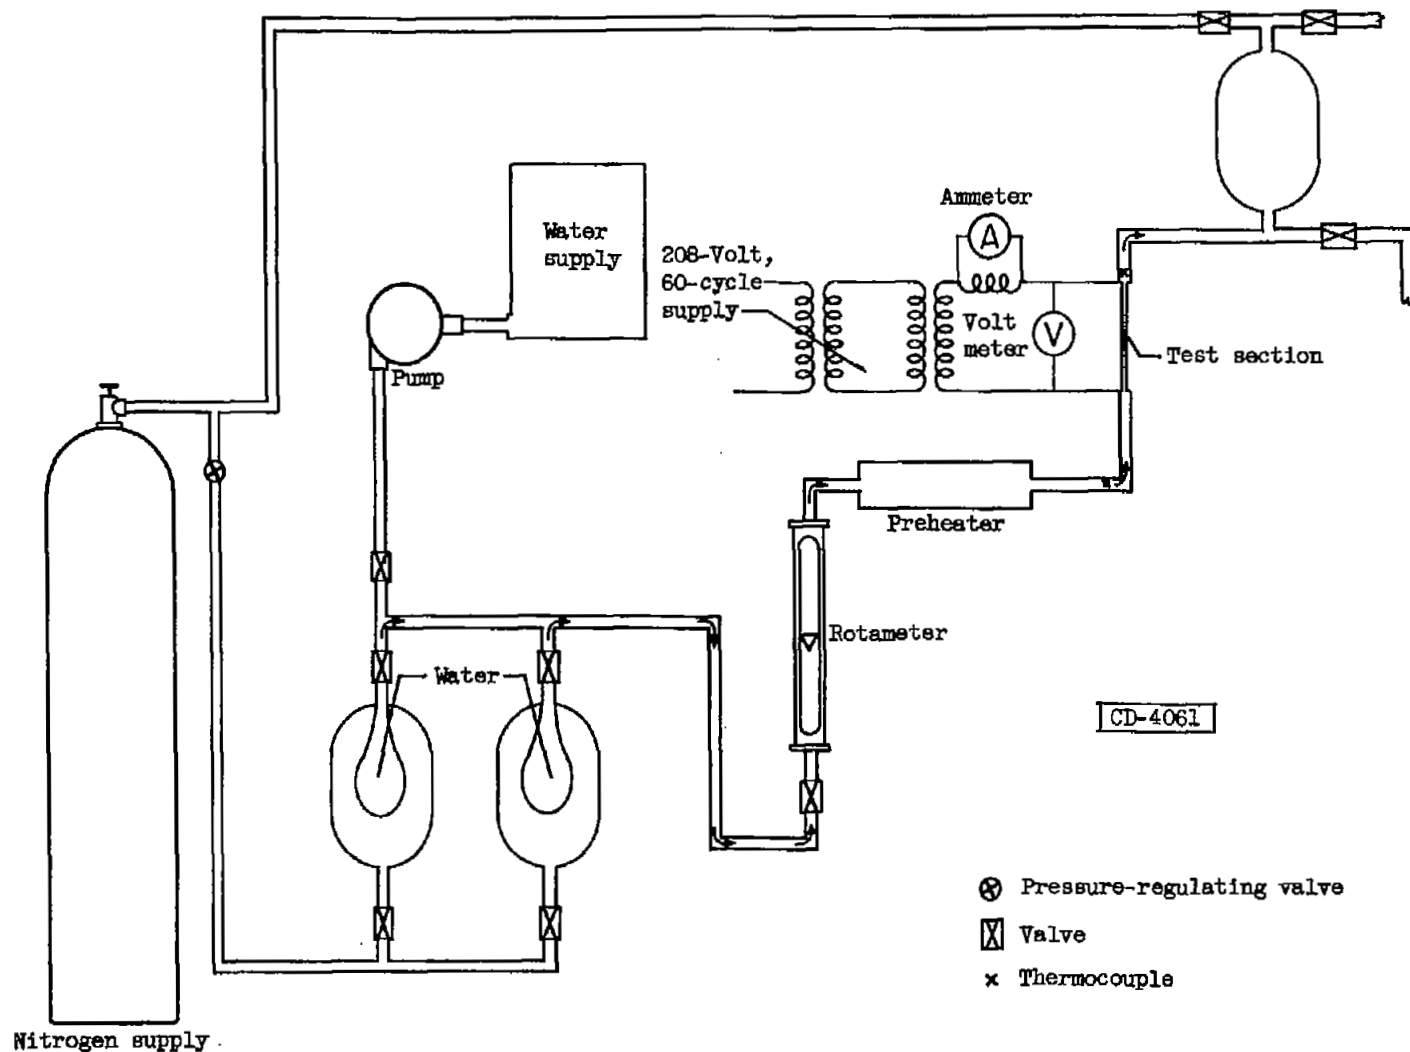 Ammeter
A
Water
supply
208-Volt,
60-cycle
supply
Volt
meter
V
Test section
Pump
Preheater
Rotameter
Water
CD-4061
Pressure-regulating valve
Valve
Thermocouple
Nitrogen supply